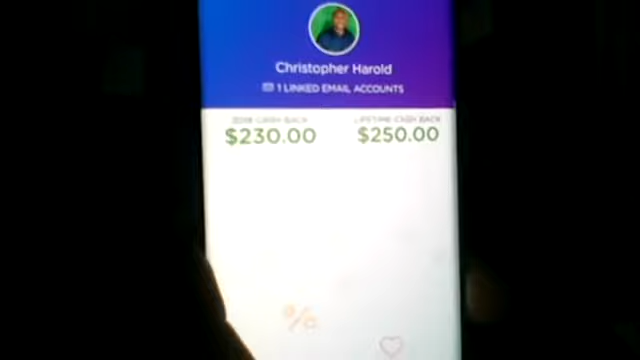 Christopher Harold
1 LINKED EMAIL ACCOUNTS
2018 CASH BACK
LIFETIME CASH BACK
$230.00
$250.00
%